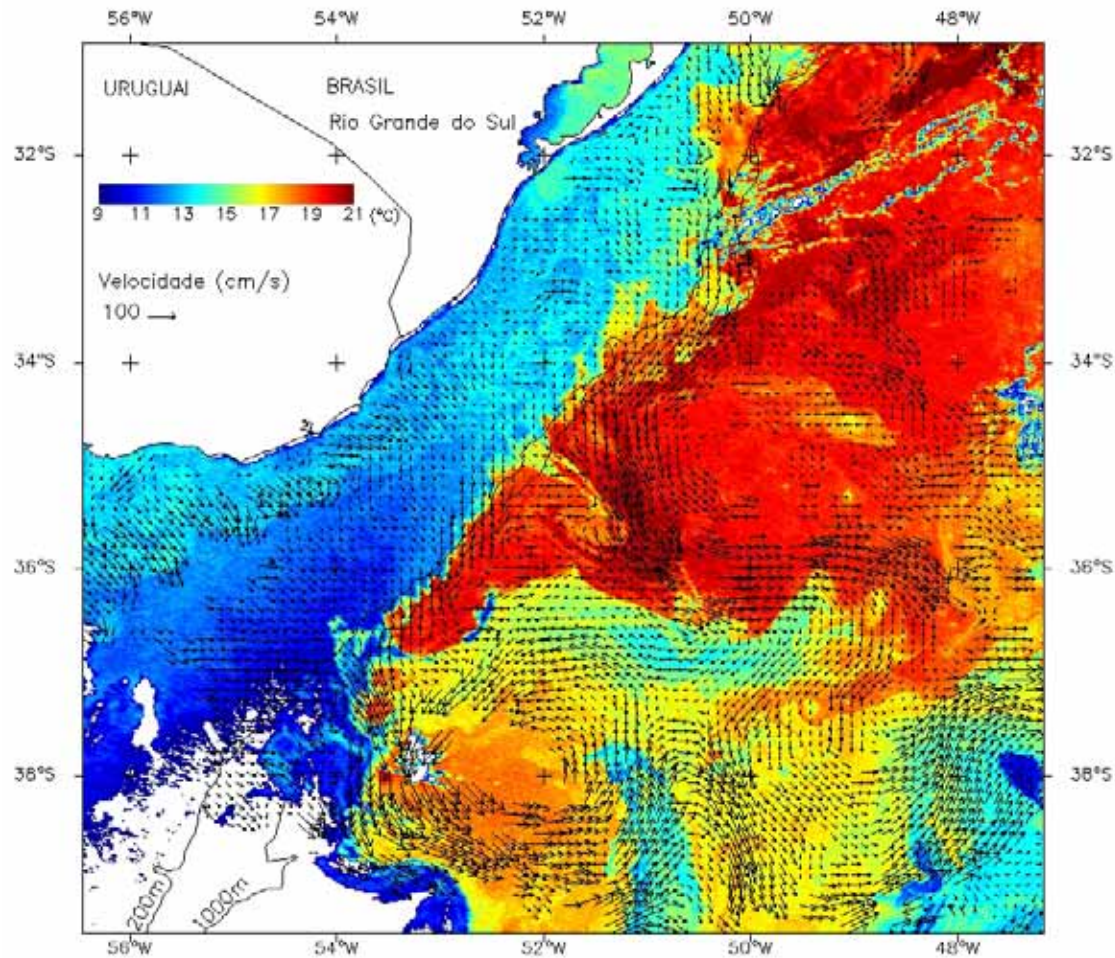 56°W 54°W 52°W 50°W 48°W
URUGUAI BRASIL
Rio Grande do Sul
32°S 32°S
9 11 13 15 17 19 21 (°C)
Velocidade (cm/s)
100
34°S 34°S
36°S 36°S
38°S 38°S
200m
1000m
56°W 54°W 52°W 50°W 48°W